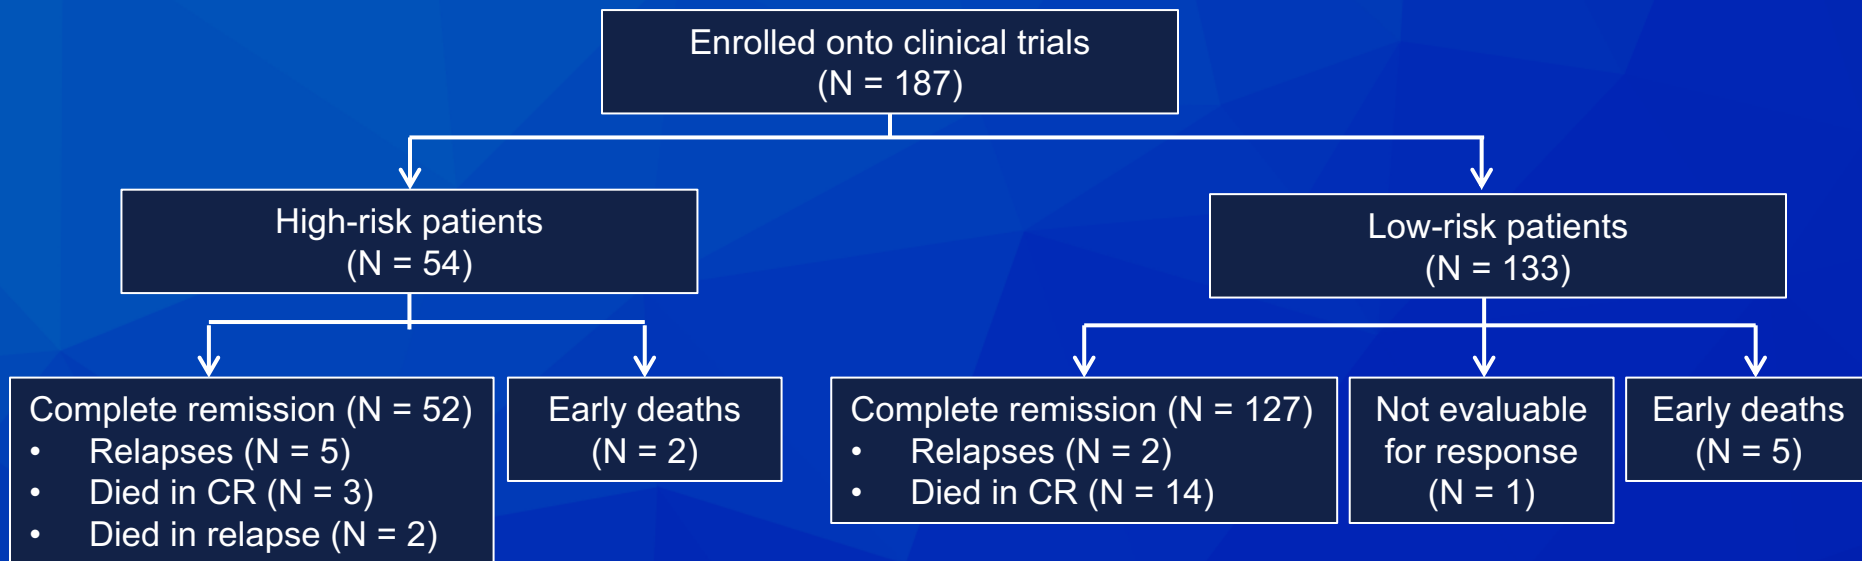 Enrolled onto clinical trials
(N = 187)
High-risk patients
(N = 54)
Low-risk patients
(N = 133)
Complete remission (N = 52)
• Relapses (N = 5)
• Died in CR (N = 3)
• Died in relapse (N = 2)
Early deaths
(N = 2)
Complete remission (N = 127)
• Relapses (N = 2)
• Died in CR (N = 14)
Not evaluable
for response
(N = 1)
Early deaths
(N = 5)